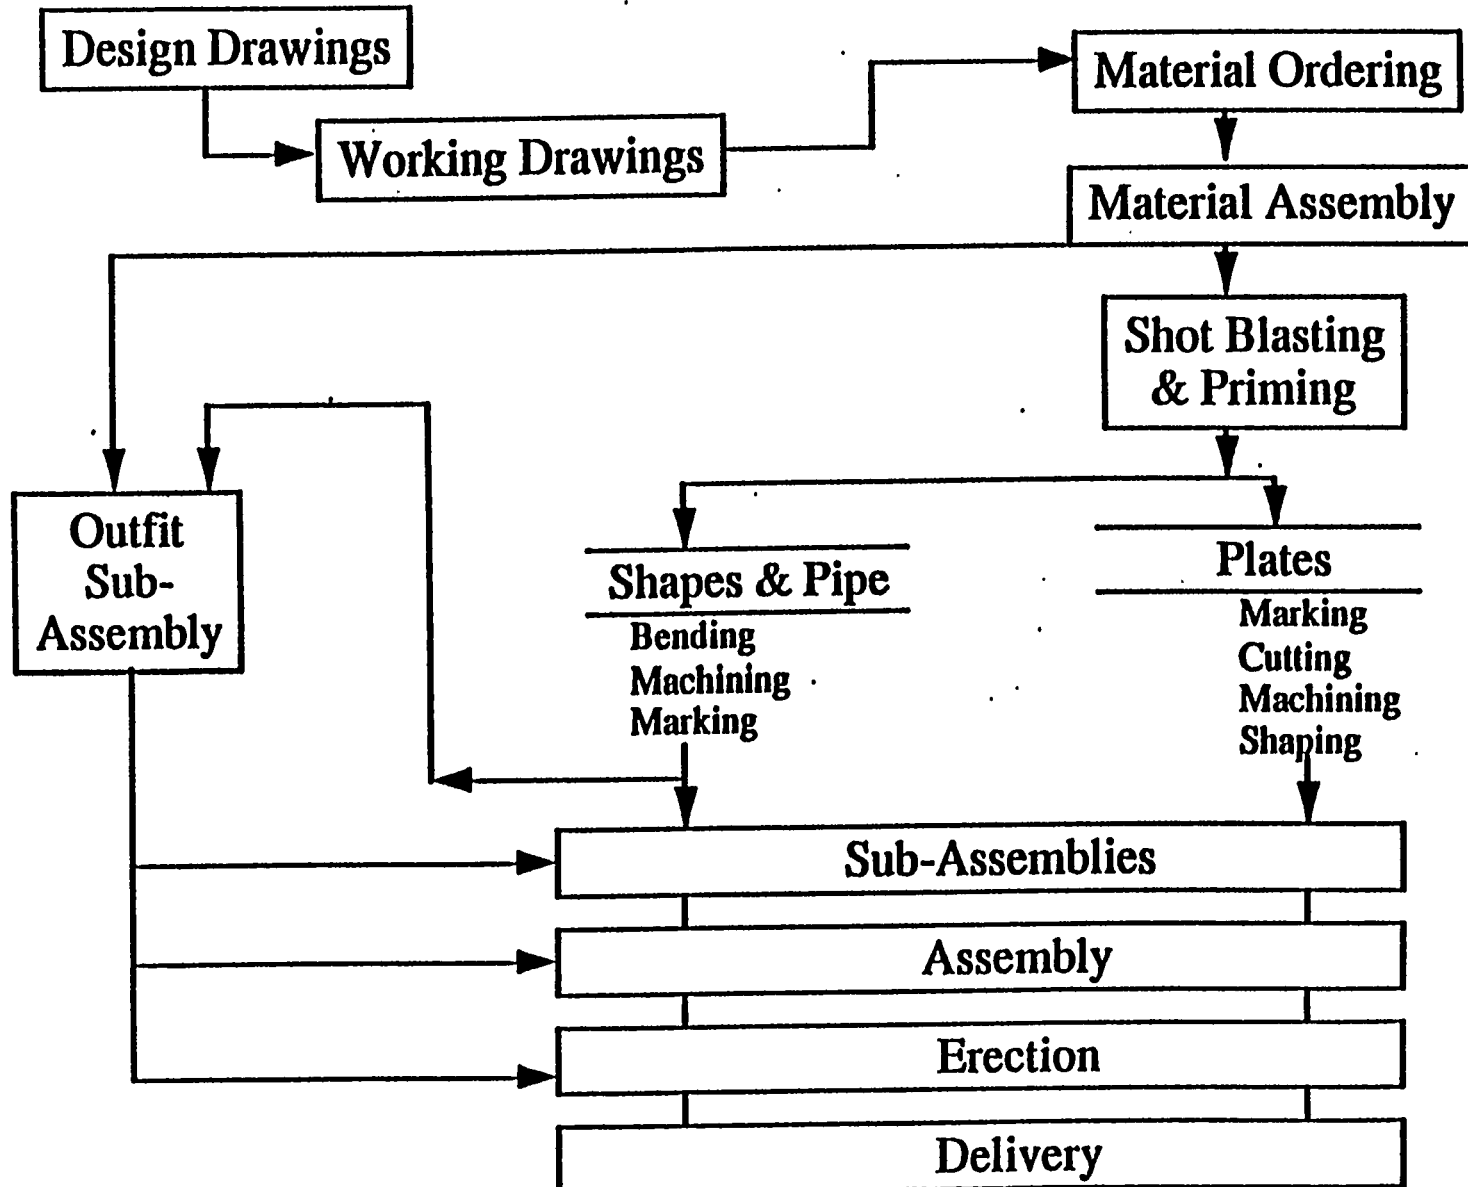 Design Drawings
Working Drawings
Material Ordering
Material Assembly
Shot Blasting
& Priming
Outfit
Sub-
Assembly
Shapes & Pipe
Bending
Machining
Marking
Plates
Marking
Cutting
Machining
Shaping
Sub-Assemblies
Assembly
Erection
Delivery